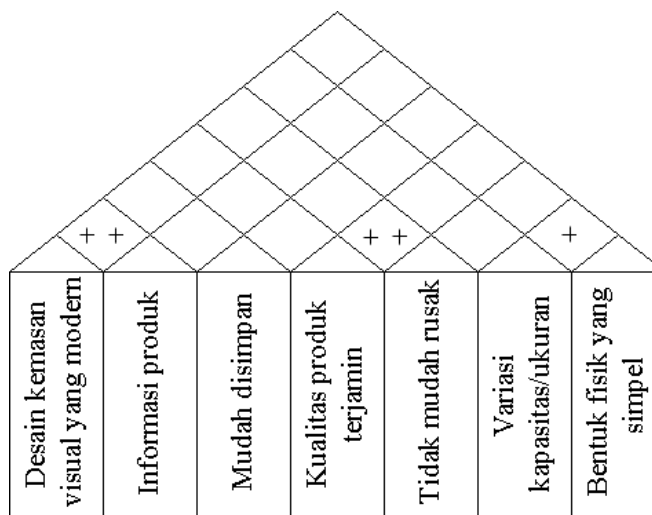 + +
+ +
+
Desain kemasan
visual yang modern
Informasi produk
Mudah disimpan
Kualitas produk
terjamin
Tidak mudah rusak
Variasi
kapasitas/ukuran
Bentuk fisik yang
simpel